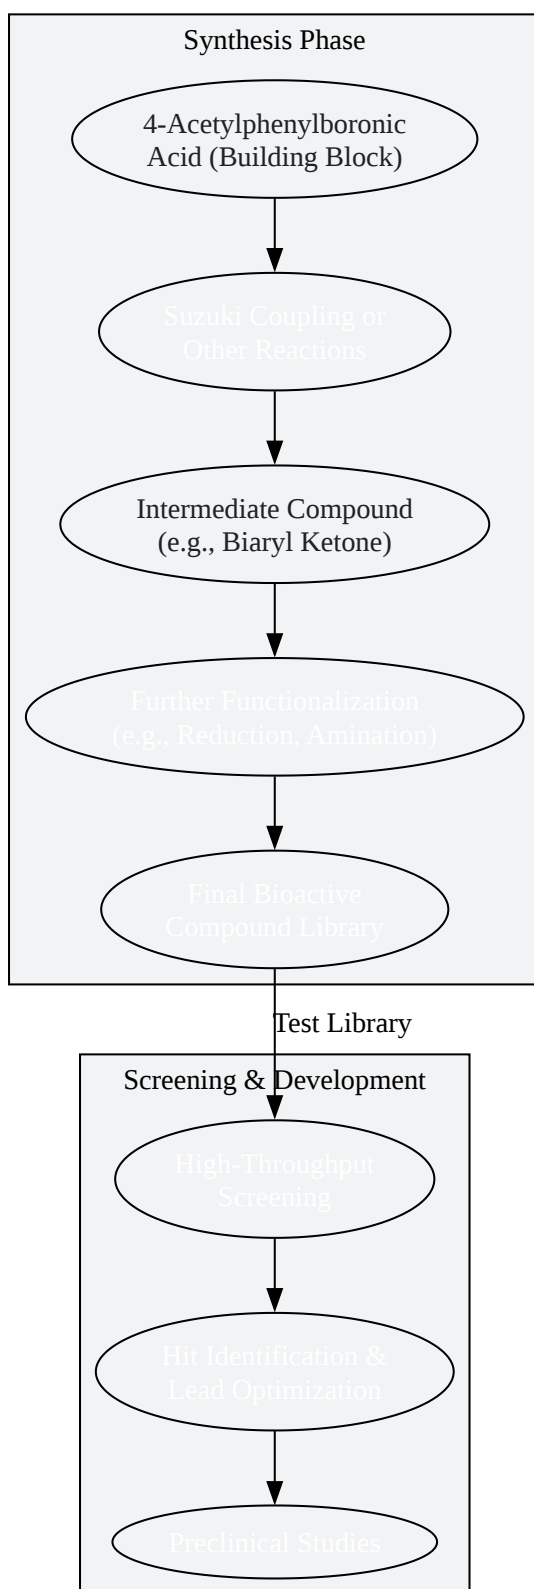 Synthesis Phase
4-Acetylphenylboronic
Acid (Building Block)
Suzuki Coupling or
Other Reactions
Intermediate Compound
(e.g., Biaryl Ketone)
Further Functionalization
(e.g., Reduction, Amination)
Final Bioactive
Compound Library
Test Library
Screening & Development
High-Throughput
Screening
Hit Identification &
Lead Optimization
Preclinical Studies